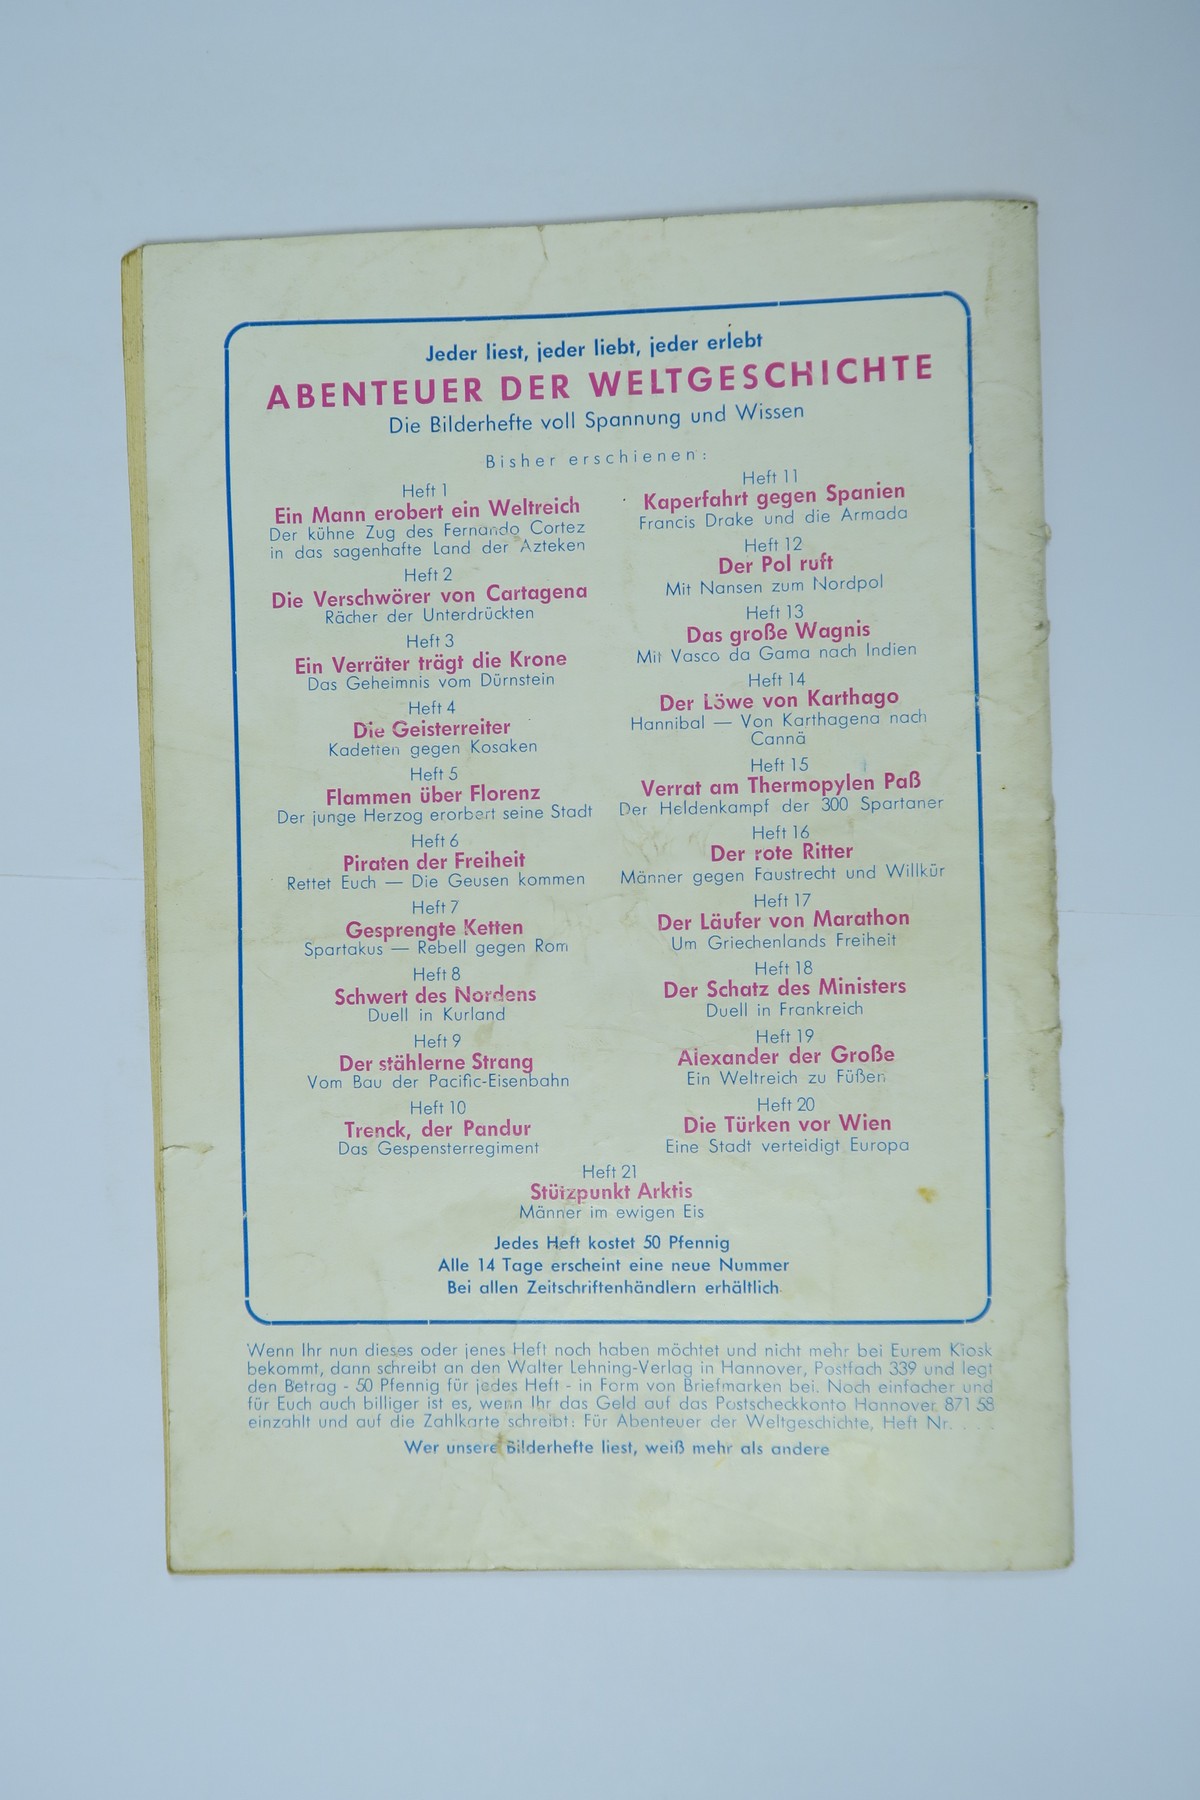 Jeder liest, jeder liebt, jeder erlebt
ABENTEUER DER WELTGESCHICHTE
Die Bilderhefte voll Spannung und Wissen
Bisher erschienen:
Heft 1
Ein Mann erobert ein Weltreich
Der kühne Zug des Fernando Cortez
in das sagenhafte Land der Azteken
Heft 2
Die Verschwörer von Cartagena
Rächer der Unterdrückten
Heft 3
Ein Verräter trägt die Krone
Das Geheimnis vom Dürnstein
Heft 4
Die Geisterreiter
Kadetten gegen Kosaken
Heft 5
Flammen über Florenz
Der junge Herzog erorbert seine Stadt
Heft 6
Piraten der Freiheit
Rettet Euch — Die Geusen kommen
Heft 7
Gesprengte Ketten
Spartakus — Rebell gegen Rom
Heft 8
Schwert des Nordens
Duell in Kurland
Heft 9
Der stählerne Strang
Vom Bau der Pacific-Eisenbahn
Heft 10
Trenck, der Pandur
Das Gespensterregiment
Heft 11
Kaperfahrt gegen Spanien
Francis Drake und die Armada
Heft 12
Der Pol ruft
Mit Nansen zum Nordpol
Heft 13
Das große Wagnis
Mit Vasco da Gama nach Indien
Heft 14
Der Löwe von Karthago
Hannibal — Von Karthagena nach
Cannä
Heft 15
Verrat am Thermopylen Paß
Der Heldenkampf der 300 Spartaner
Heft 16
Der rote Ritter
Männer gegen Faustrecht und Willkür
Heft 17
Der Läufer von Marathon
Um Griechenlands Freiheit
Heft 18
Der Schatz des Ministers
Duell in Frankreich
Heft 19
Alexander der Große
Ein Weltreich zu Füßen
Heft 20
Die Türken vor Wien
Eine Stadt verteidigt Europa
Heft 21
Stützpunkt Arktis
Männer im ewigen Eis
Jedes Heft kostet 50 Pfennig
Alle 14 Tage erscheint eine neue Nummer
Bei allen Zeitschriftenhändlern erhältlich.
Wenn Ihr nun dieses oder jenes Heft noch haben möchtet und nicht mehr bei Eurem Kiosk
bekommt, dann schreibt an den Walter Lehning-Verlag in Hannover, Postfach 339 und legt
den Betrag - 50 Pfennig für jedes Heft - in Form von Briefmarken bei. Noch einfacher und
für Euch auch billiger ist es, wenn Ihr das Geld auf das Postscheckkonto Hannover 871 58
einzahlt und auf die Zahlkarte schreibt: Für Abenteuer der Weltgeschichte, Heft Nr. . . .
Wer unsere Bilderhefte liest, weiß mehr als andere